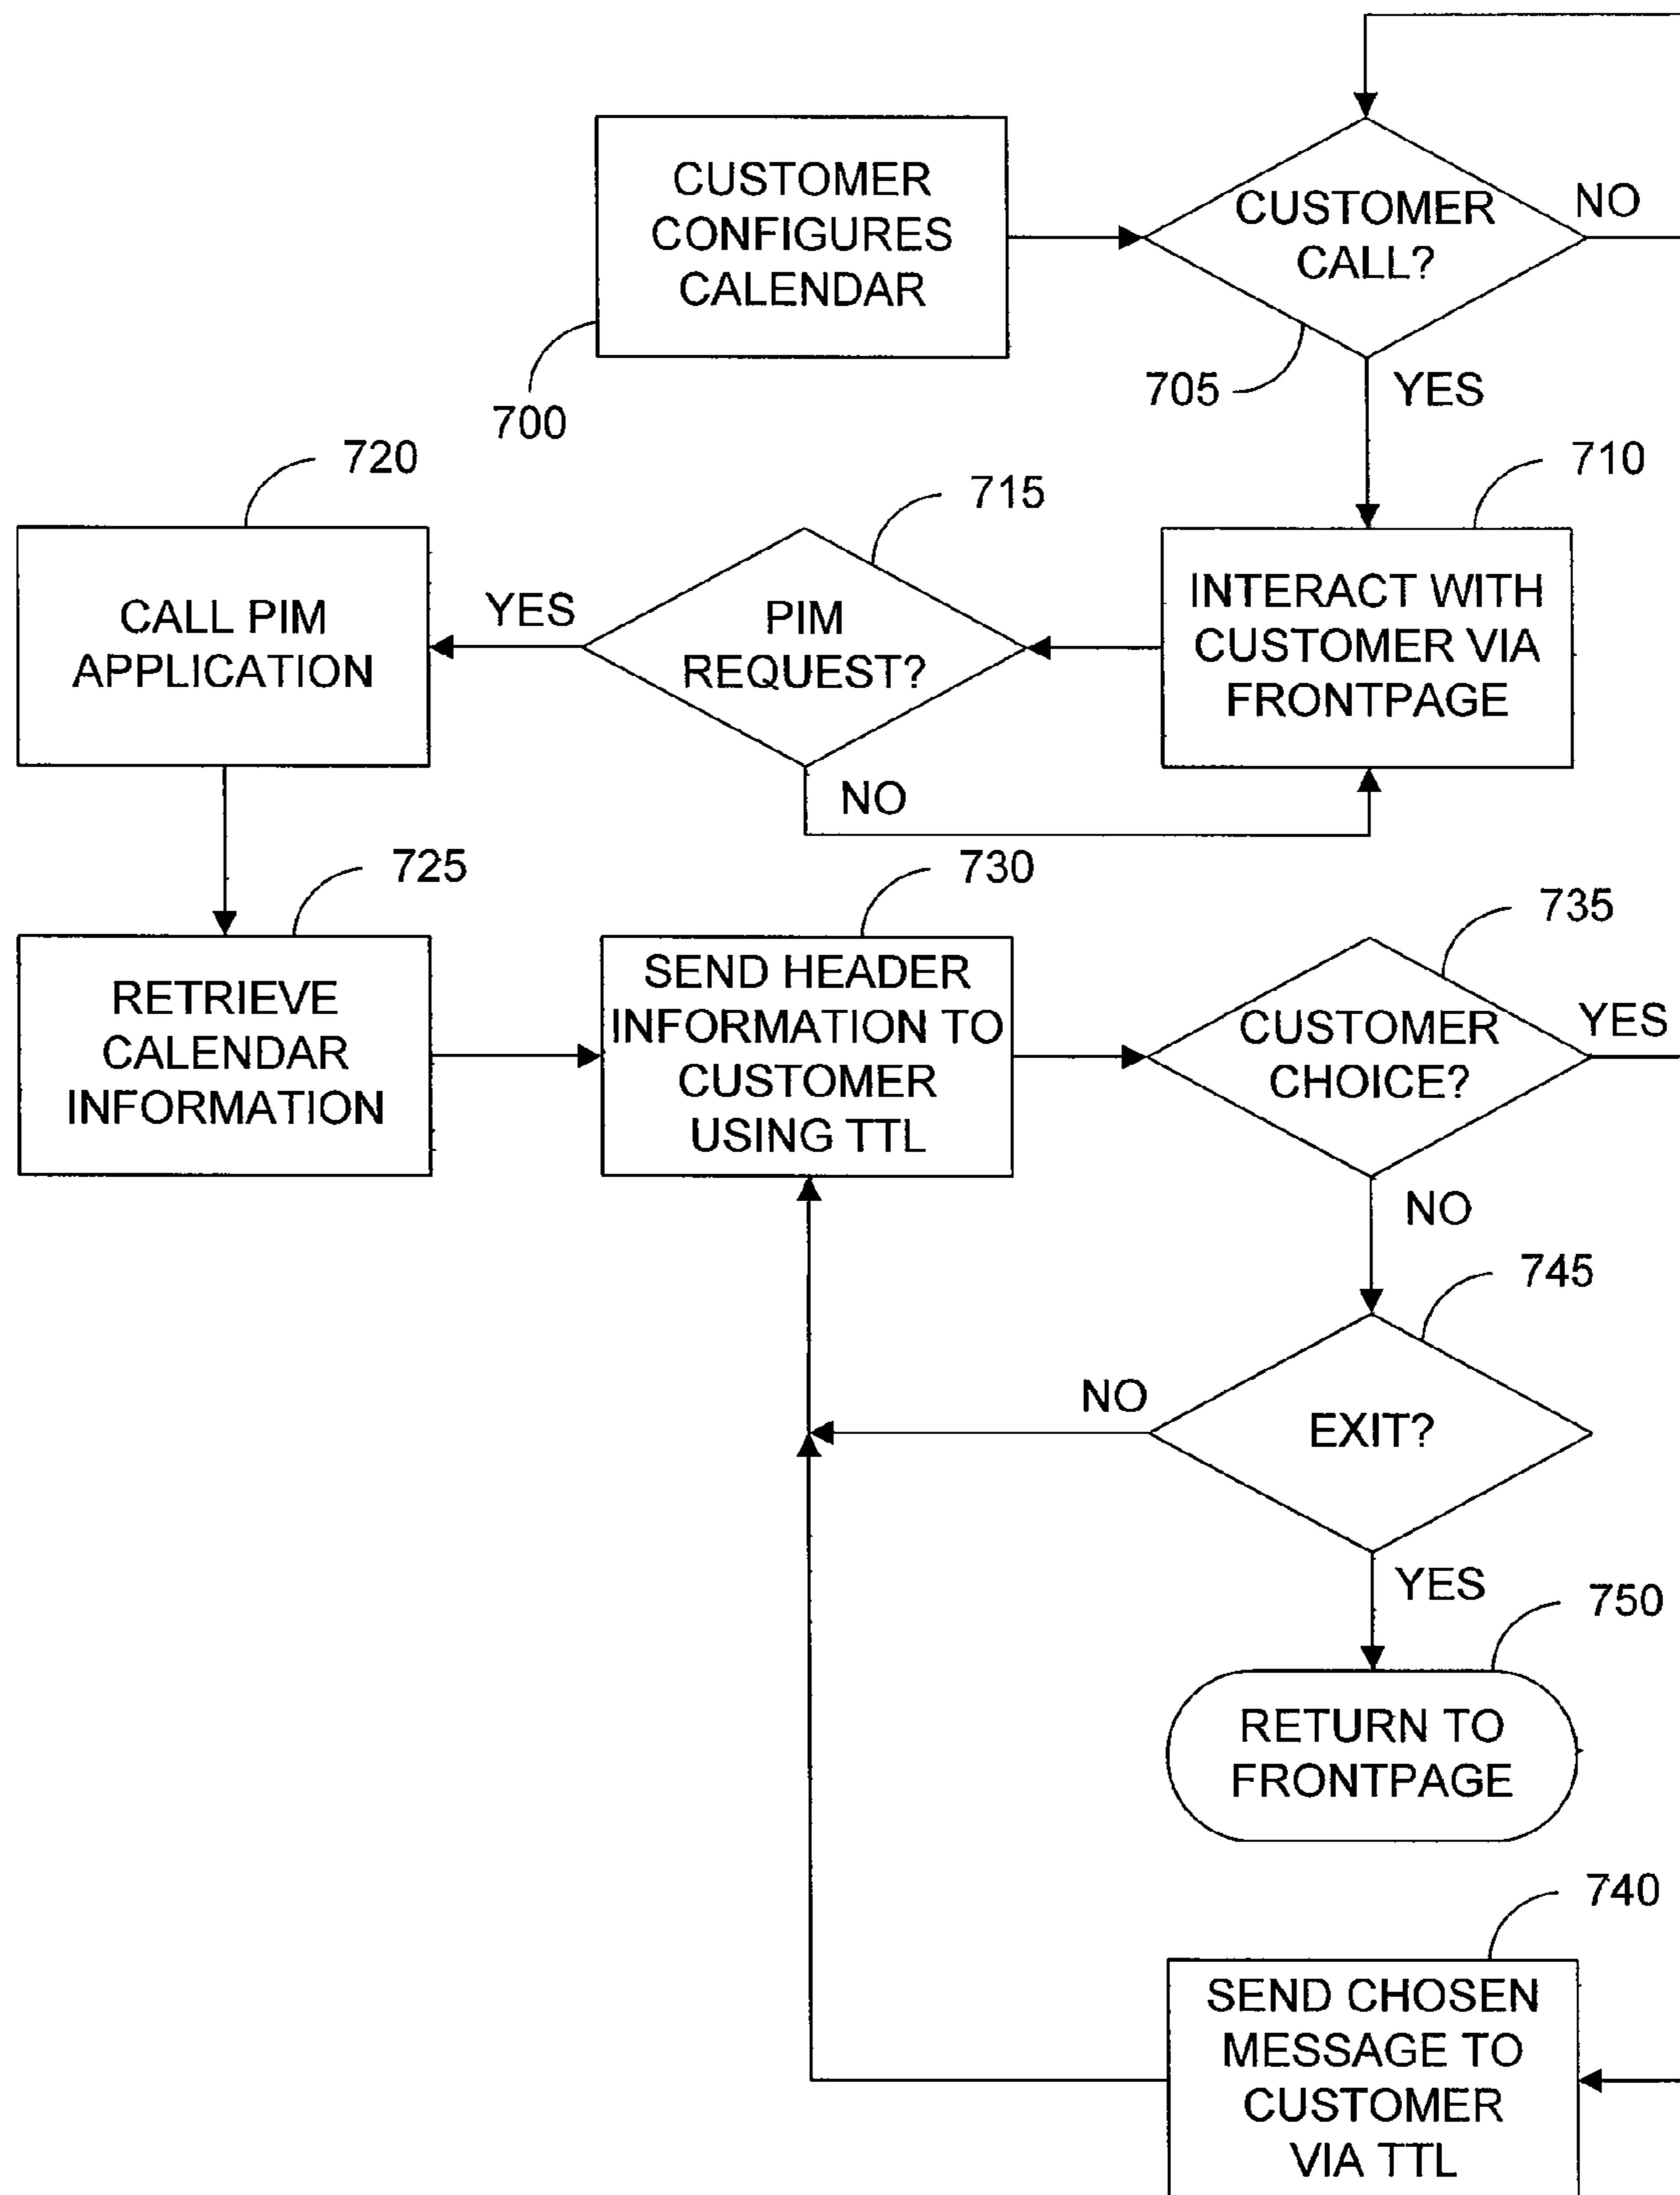 CUSTOMER
CONFIGURES
CALENDAR
700
CUSTOMER
CALL?
NO
705
YES
720
715
710
CALL PIM
APPLICATION
YES
PIM
REQUEST?
INTERACT WITH
CUSTOMER VIA
FRONTPAGE
NO
725
730
735
RETRIEVE
CALENDAR
INFORMATION
SEND HEADER
INFORMATION TO
CUSTOMER
USING TTL
CUSTOMER
CHOICE?
YES
NO
745
NO
EXIT?
YES
750
RETURN TO
FRONTPAGE
740
SEND CHOSEN
MESSAGE TO
CUSTOMER
VIA TTL